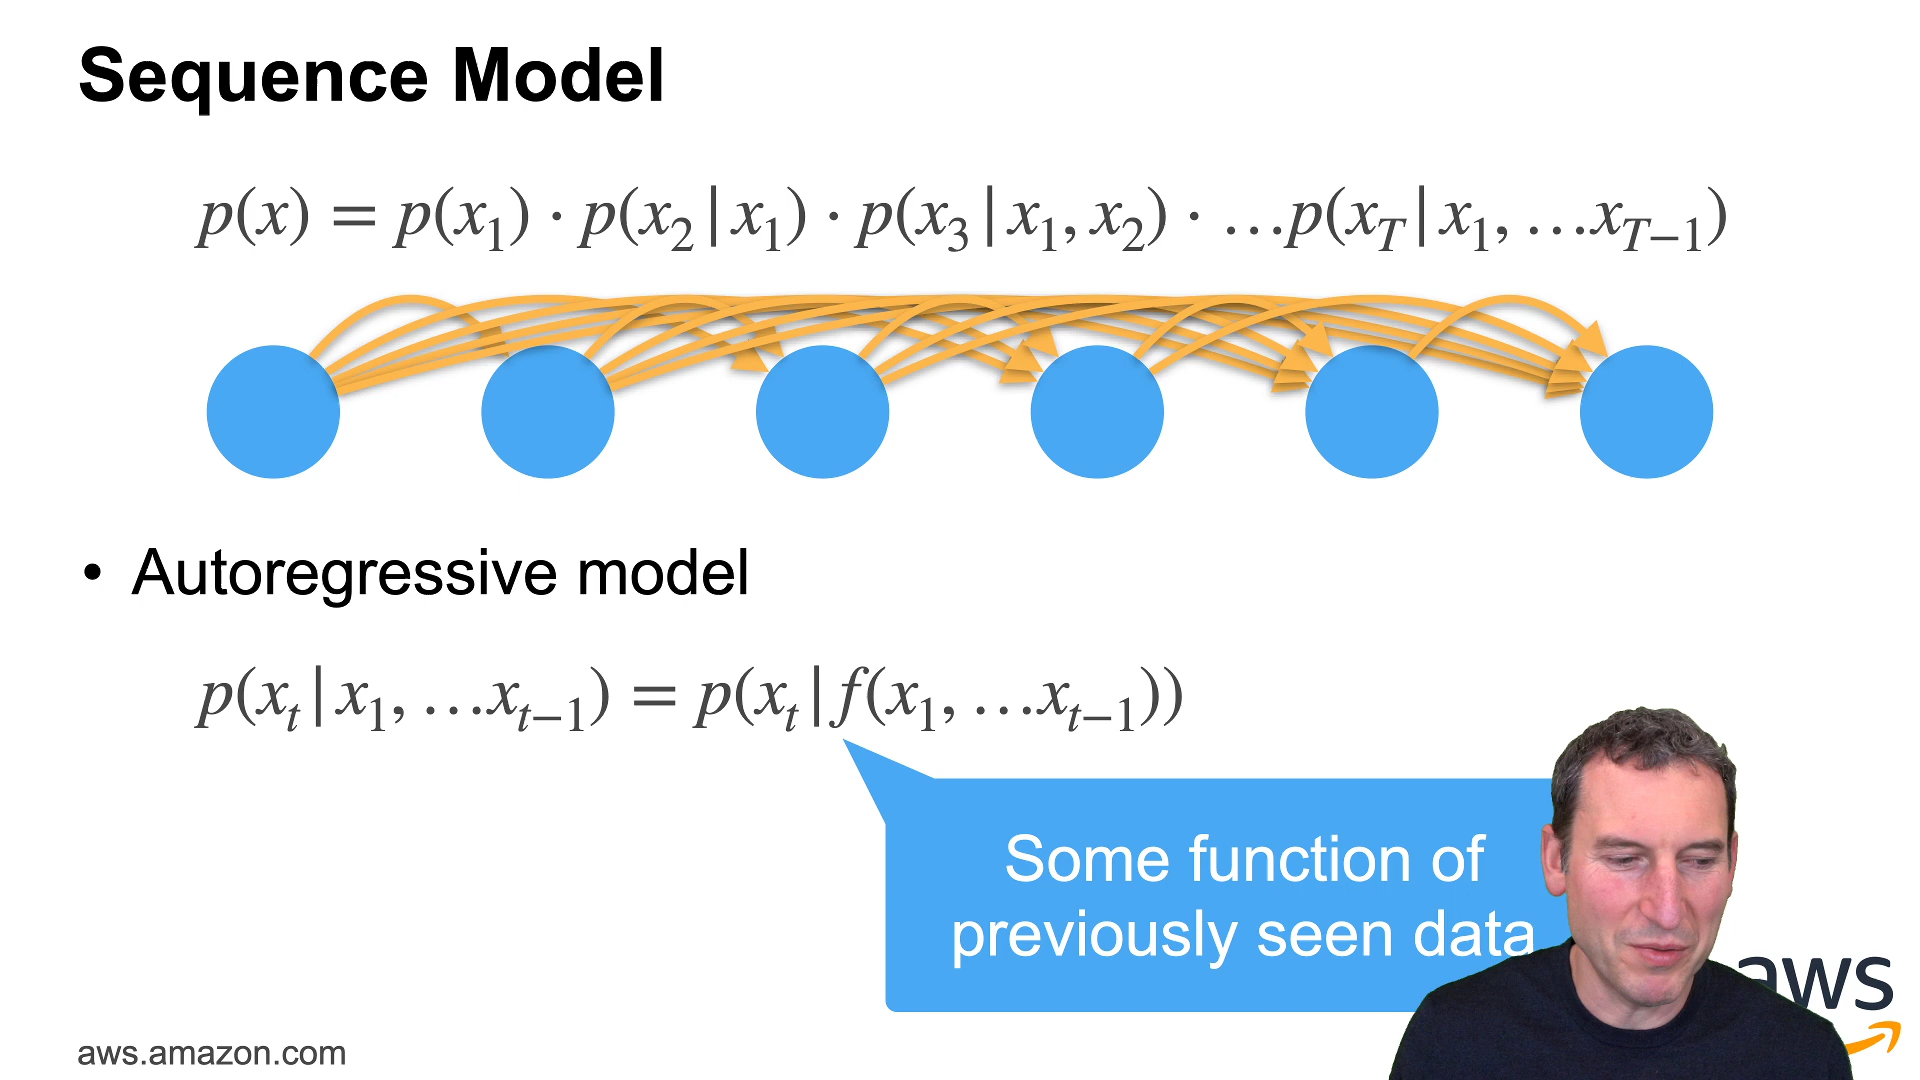 Sequence Model
p(x) = p(x₁) · p(x₂|x₁) · p(x₃|x₁, x₂) · …p(x_T|x₁, …x_{T−1})
• Autoregressive model
p(x_t|x₁, …x_{t−1}) = p(x_t|f(x₁, …x_{t−1}))
Some function of
previously seen data
aws
aws.amazon.com